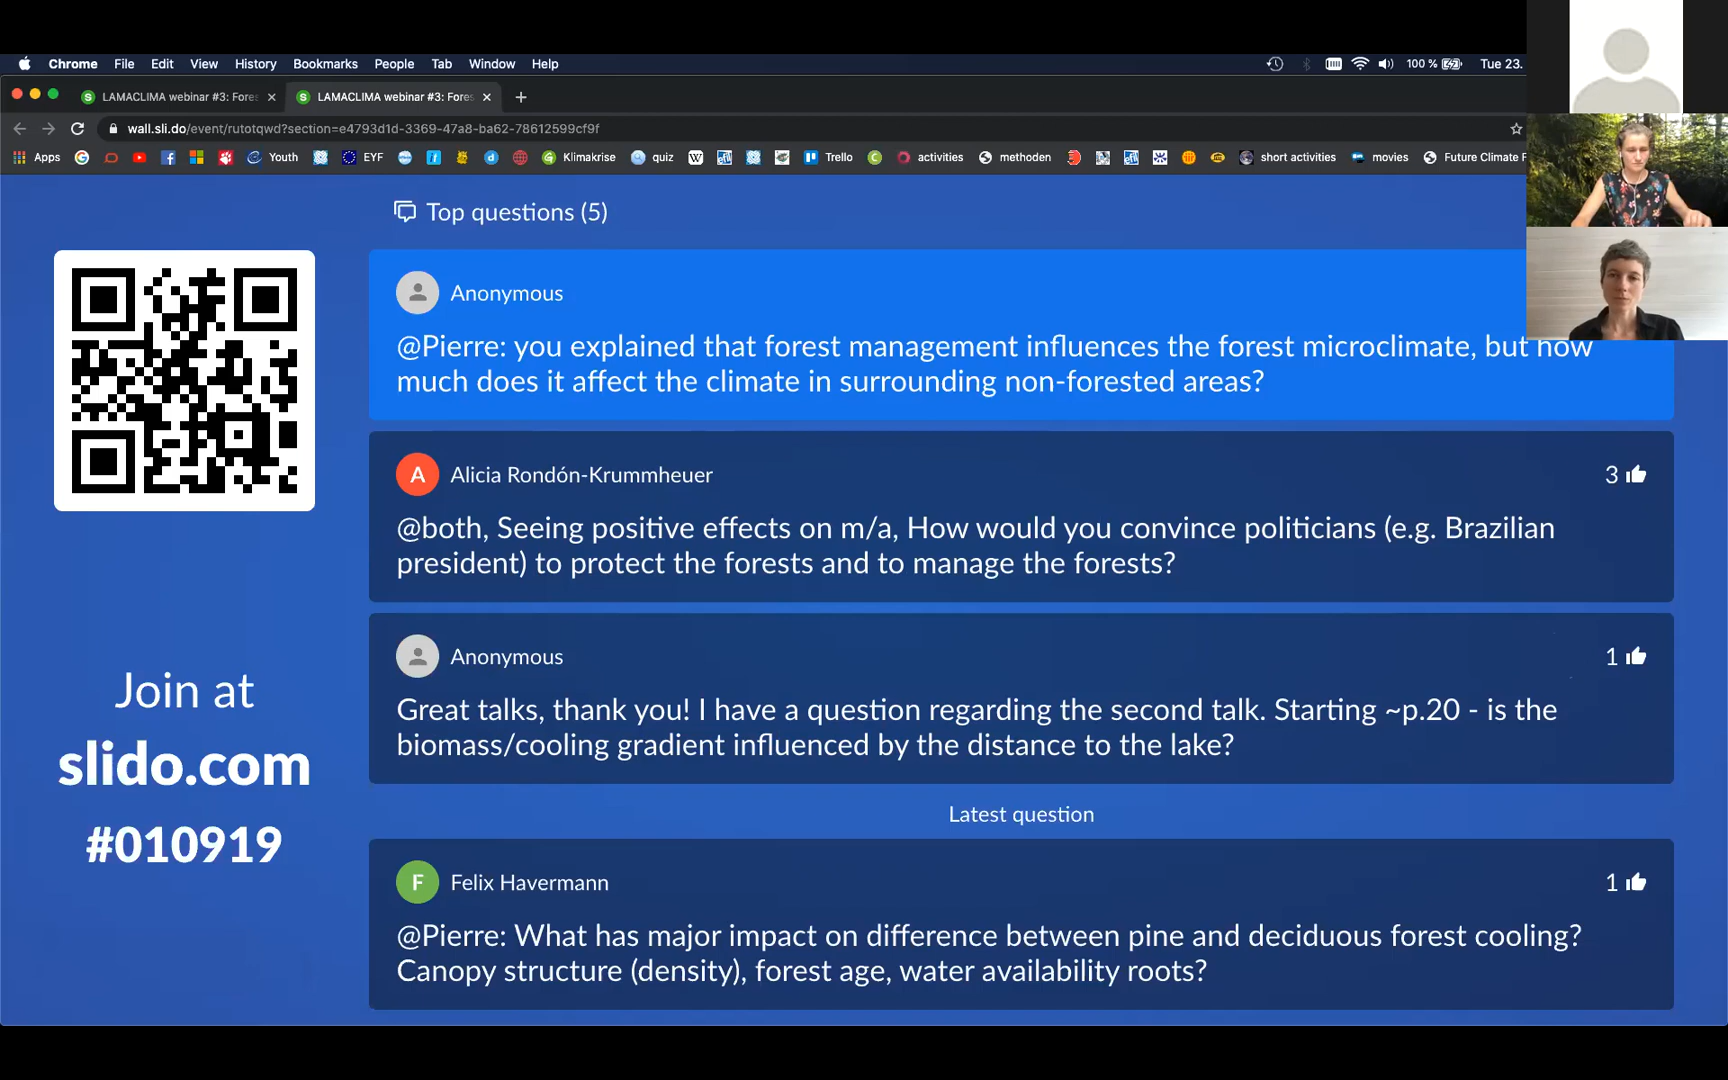 Chrome File Edit View History Bookmarks People Tab Window Help 100 % Tue 23.
LAMACLIMA webinar #3: Fores LAMACLIMA webinar #3: Fores
wall.sli.do/event/rutotqwd?section=e4793d1d-3369-47a8-ba62-78612599cf9f
Apps Youth EYF Klimakrise quiz Trello activities methoden short activities movies Future Climate F
Top questions (5)
Anonymous
@Pierre: you explained that forest management influences the forest microclimate, but how
much does it affect the climate in surrounding non-forested areas?
A Alicia Rondón-Krummheuer 3
@both, Seeing positive effects on m/a, How would you convince politicians (e.g. Brazilian
president) to protect the forests and to manage the forests?
Anonymous 1
Great talks, thank you! I have a question regarding the second talk. Starting ~p.20 - is the
biomass/cooling gradient influenced by the distance to the lake?
Latest question
F Felix Havermann 1
@Pierre: What has major impact on difference between pine and deciduous forest cooling?
Canopy structure (density), forest age, water availability roots?
Join at
slido.com
#010919